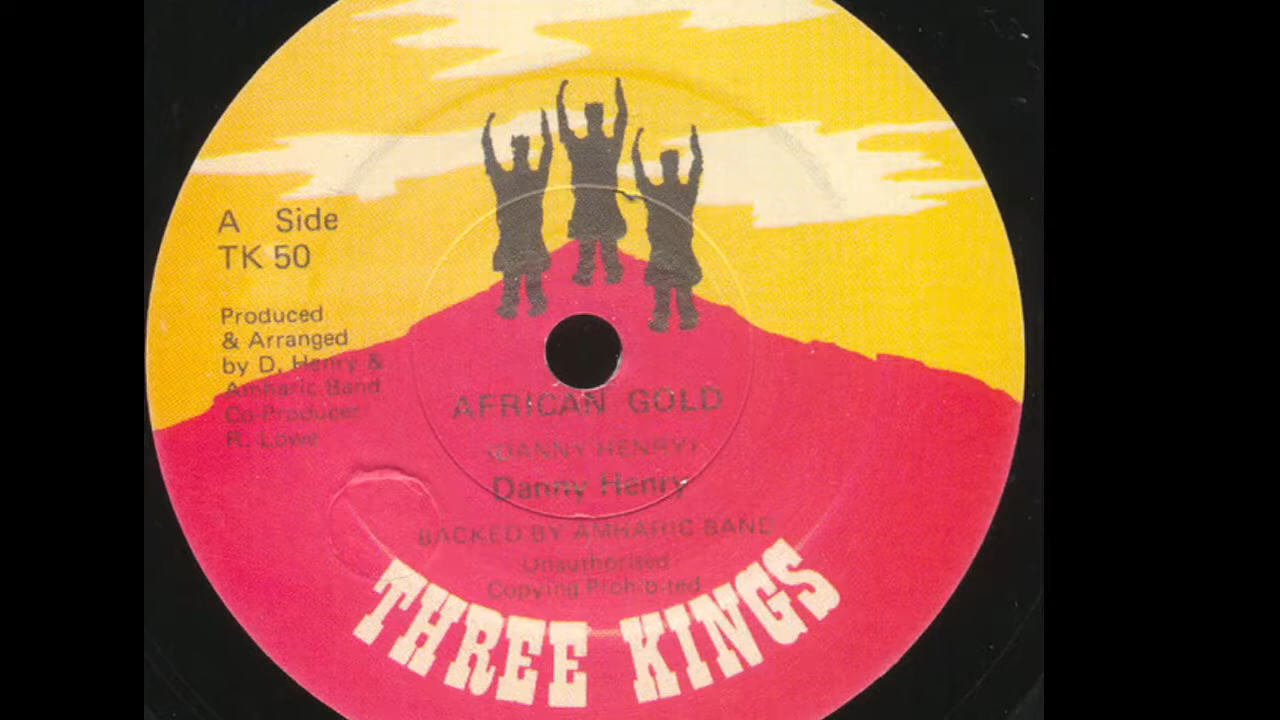 A Side
TK 50
Produced
& Arranged
by D. Henry &
Amharic Band
Co-Producer
R. Lowe
AFRICAN GOLD
(DANNY HENRY)
Danny Henry
BACKED BY AMHARIC BAND
Unauthorised
Copying Prohibited
THREE KINGS